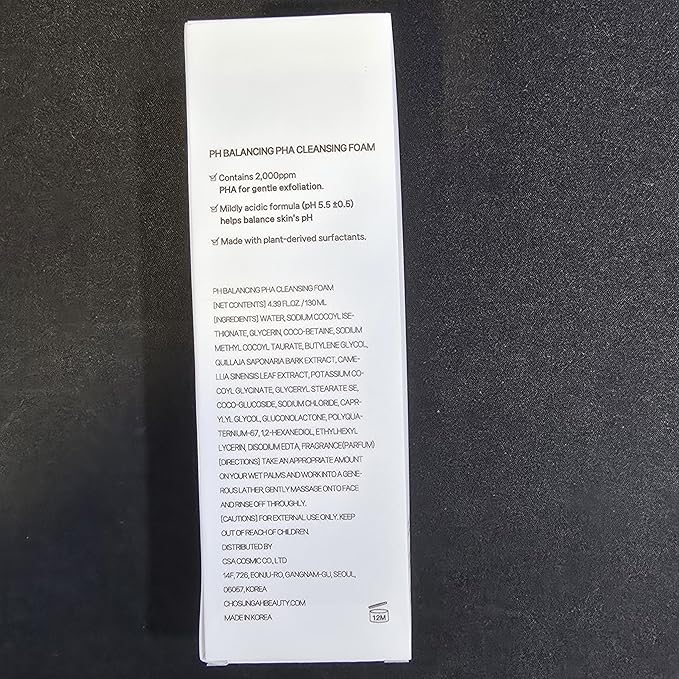 PH BALANCING PHA CLEANSING FOAM
Contains 2,000ppm
PHA for gentle exfoliation.
Mildly acidic formula (pH 5.5 ±0.5)
helps balance skin's pH
Made with plant-derived surfactants.
PH BALANCING PHA CLEANSING FOAM
[NET CONTENTS] 4.39 FL.OZ. / 130 ML
[INGREDIENTS] WATER, SODIUM COCOYL ISE-
THIONATE, GLYCERIN, COCO-BETAINE, SODIUM
METHYL COCOYL TAURATE, BUTYLENE GLYCOL,
QUILLAJA SAPONARIA BARK EXTRACT, CAME-
LLIA SINENSIS LEAF EXTRACT, POTASSIUM CO-
COYL GLYCINATE, GLYCERYL STEARATE SE,
COCO-GLUCOSIDE, SODIUM CHLORIDE, CAPR-
YLYL GLYCOL, GLUCONOLACTONE, POLYQUA-
TERNIUM-67, 1,2-HEXANEDIOL, ETHYLHEXYL
LYCERIN, DISODIUM EDTA, FRAGRANCE(PARFUM)
[DIRECTIONS] TAKE AN APPROPRIATE AMOUNT
ON YOUR WET PALMS AND WORK INTO A GENE-
ROUS LATHER, GENTLY MASSAGE ONTO FACE
AND RINSE OFF THROUGHLY.
[CAUTIONS] FOR EXTERNAL USE ONLY. KEEP
OUT OF REACH OF CHILDREN.
DISTRIBUTED BY
CSA COSMIC CO., LTD
14F, 726, EONJU-RO, GANGNAM-GU, SEOUL,
06057, KOREA
CHOSUNGAHBEAUTY.COM
MADE IN KOREA
12M